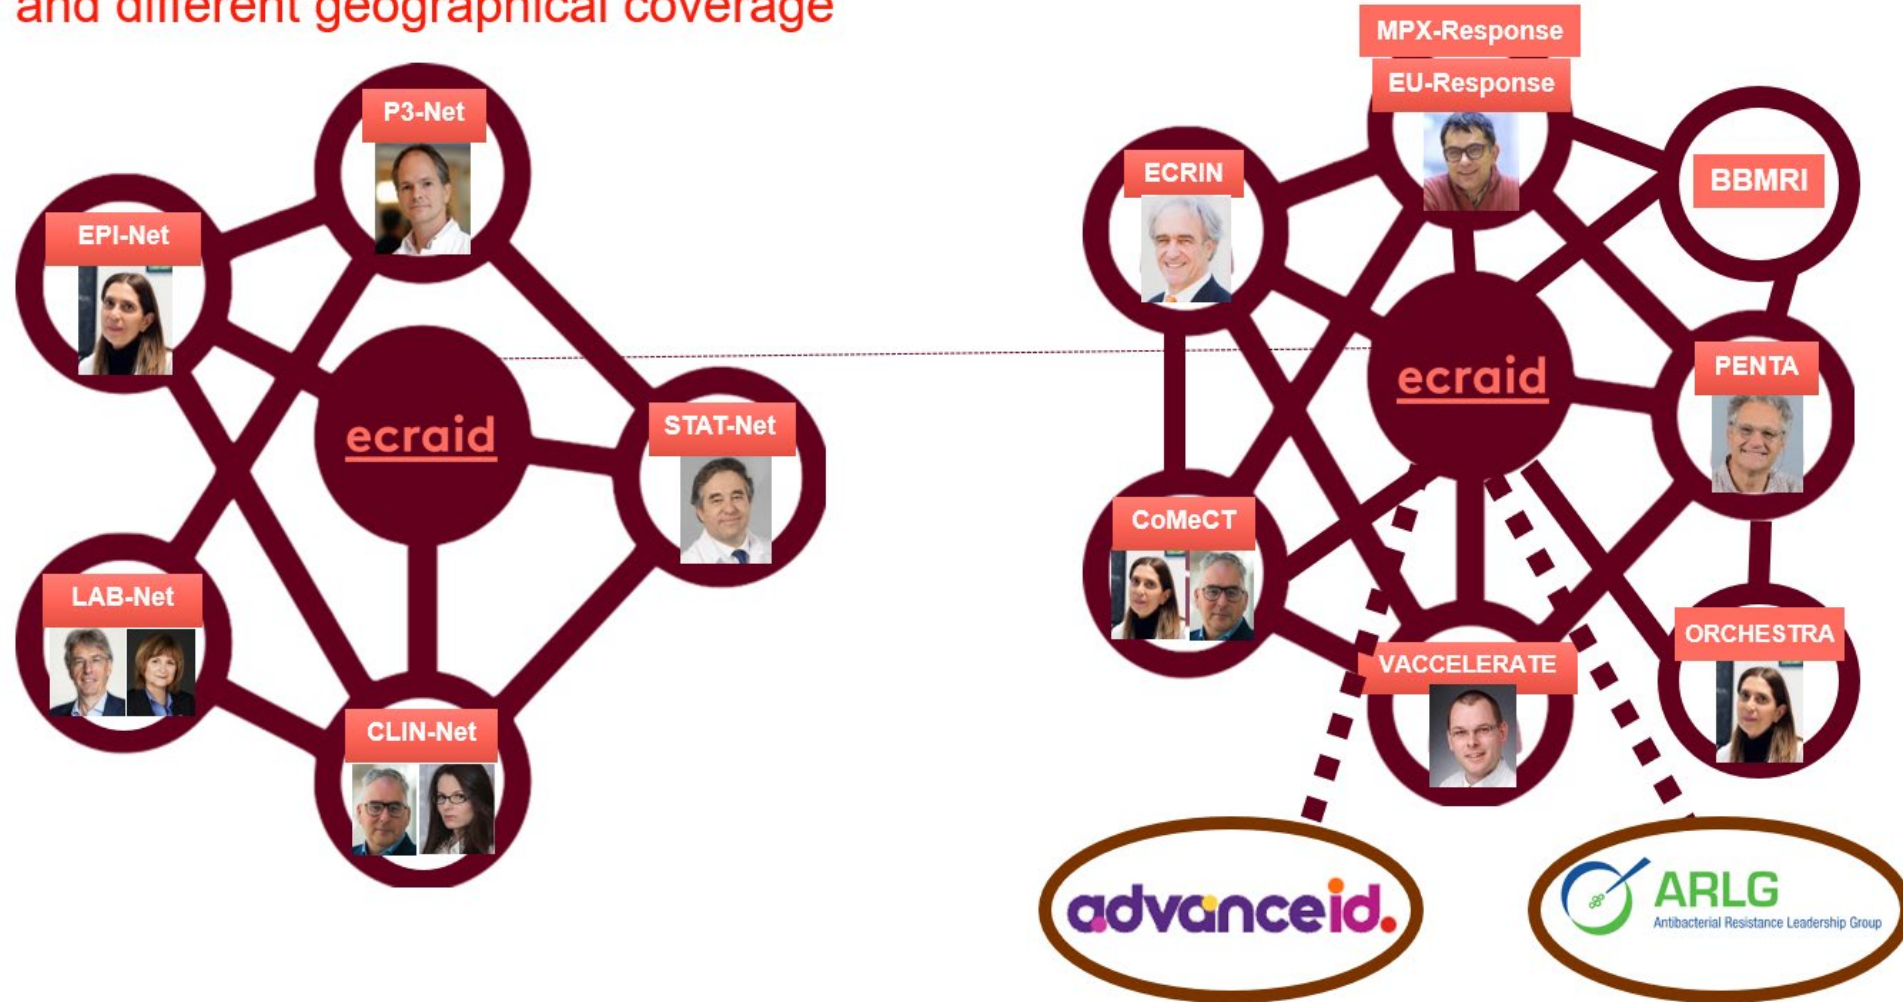 and different geographical coverage
P3-Net
EPI-Net
ecraid
STAT-Net
LAB-Net
CLIN-Net
MPX-Response
EU-Response
ECRIN
BBMRI
ecraid
PENTA
CoMeCT
ORCHESTRA
VACCELERATE
advanceid.
ARLG
Antibacterial Resistance Leadership Group